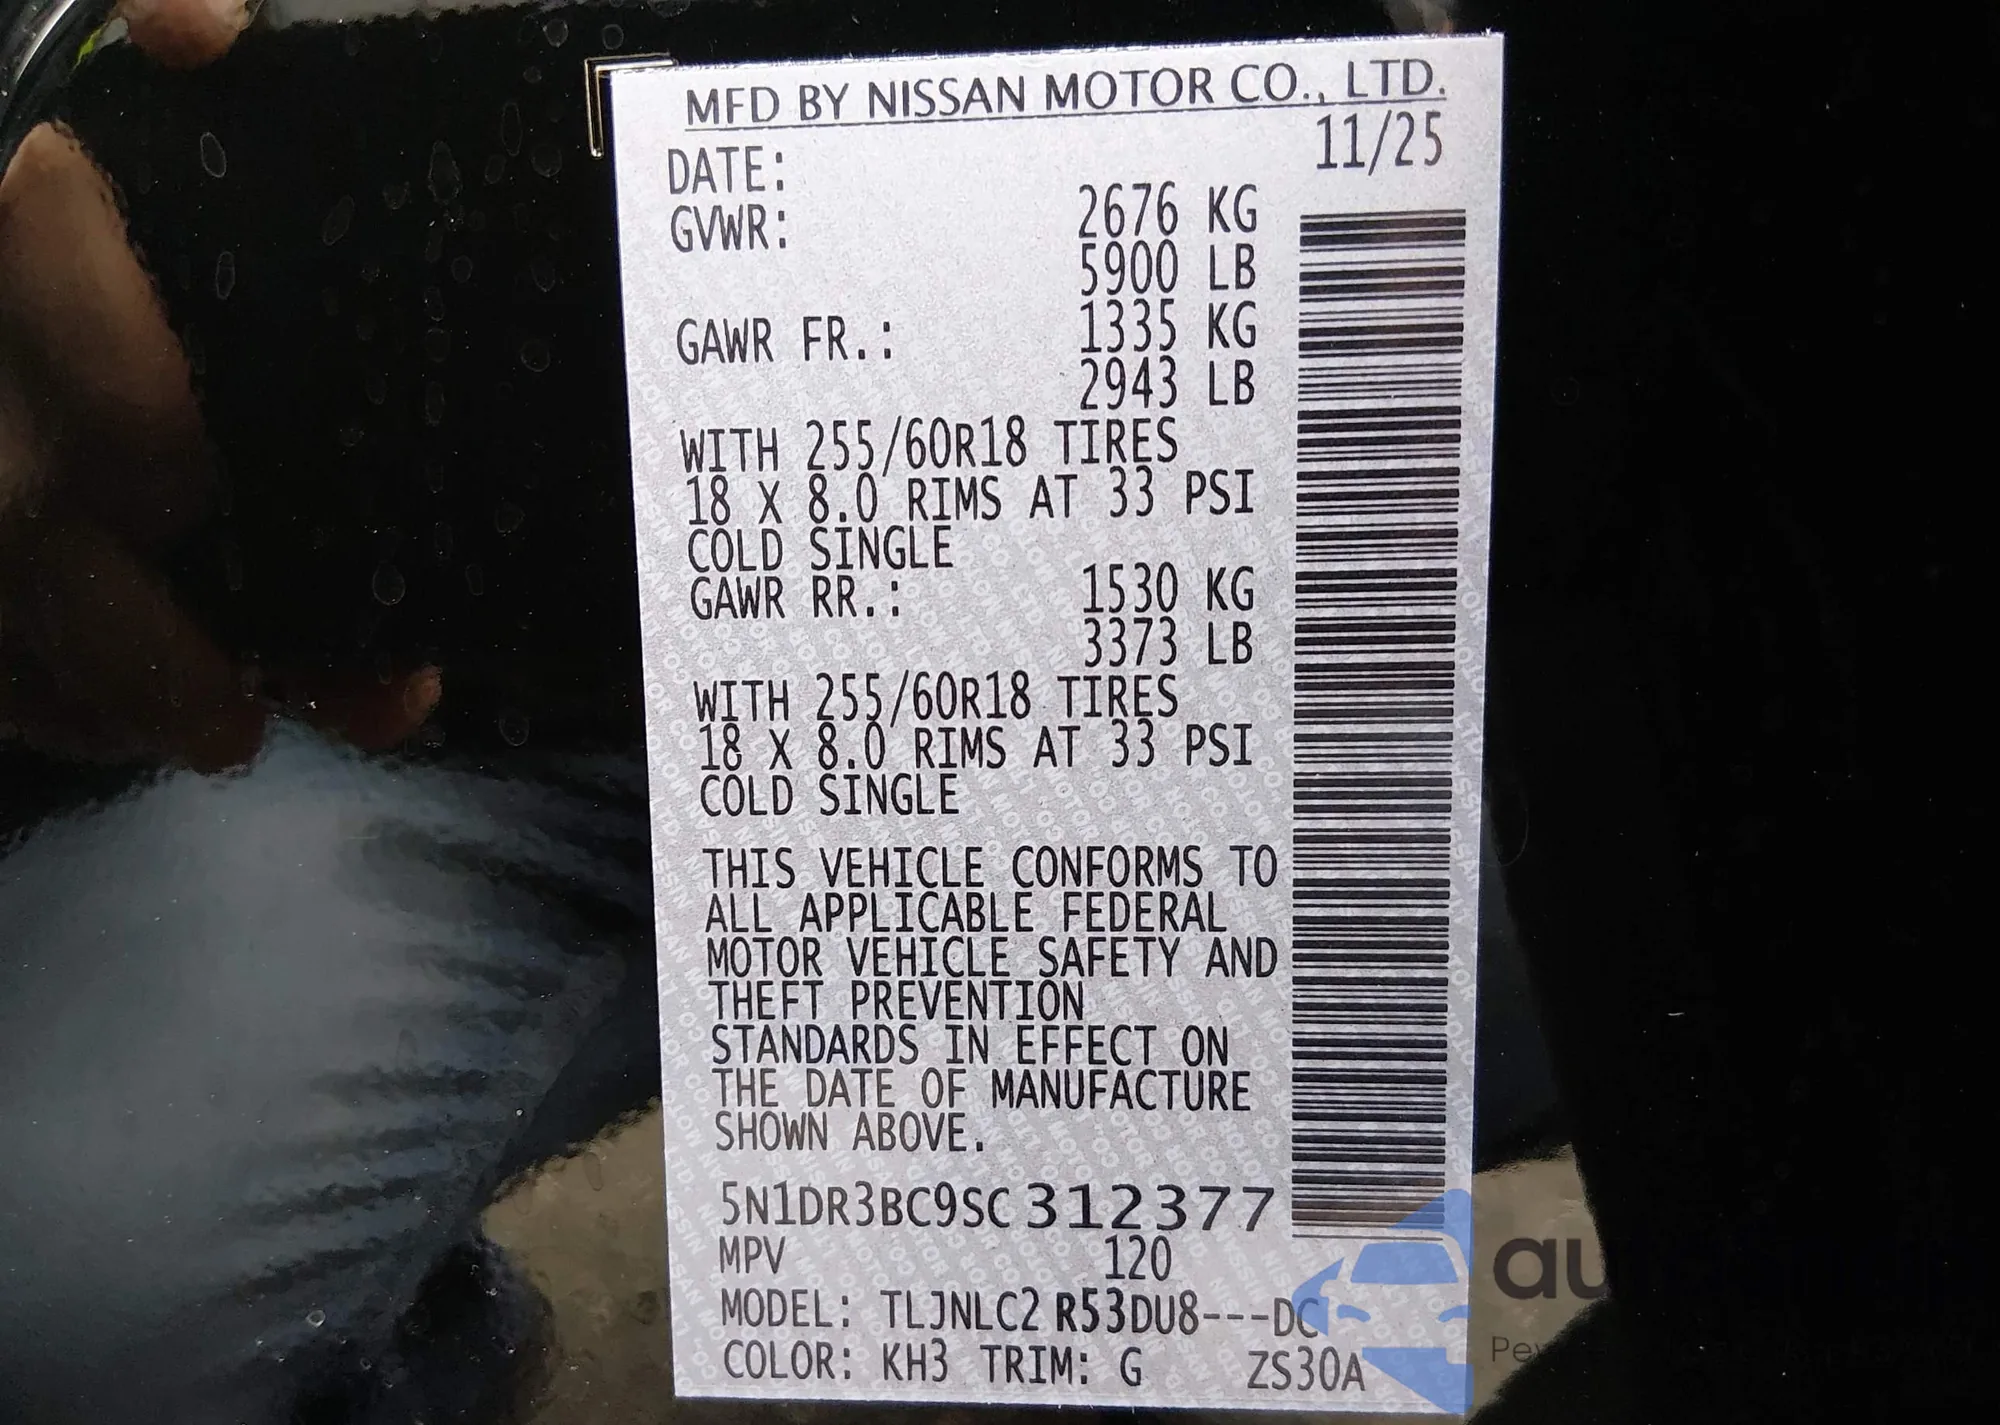 MFD BY NISSAN MOTOR CO., LTD.
DATE: 11/25
GVWR: 2676 KG
5900 LB
GAWR FR.: 1335 KG
2943 LB
WITH 255/60R18 TIRES
18 X 8.0 RIMS AT 33 PSI
COLD SINGLE
GAWR RR.: 1530 KG
3373 LB
WITH 255/60R18 TIRES
18 X 8.0 RIMS AT 33 PSI
COLD SINGLE
THIS VEHICLE CONFORMS TO
ALL APPLICABLE FEDERAL
MOTOR VEHICLE SAFETY AND
THEFT PREVENTION
STANDARDS IN EFFECT ON
THE DATE OF MANUFACTURE
SHOWN ABOVE.
5N1DR3BC9SC312377
MPV 120
MODEL: TLJNLC2 R53DU8---DC
COLOR: KH3 TRIM: G ZS30A